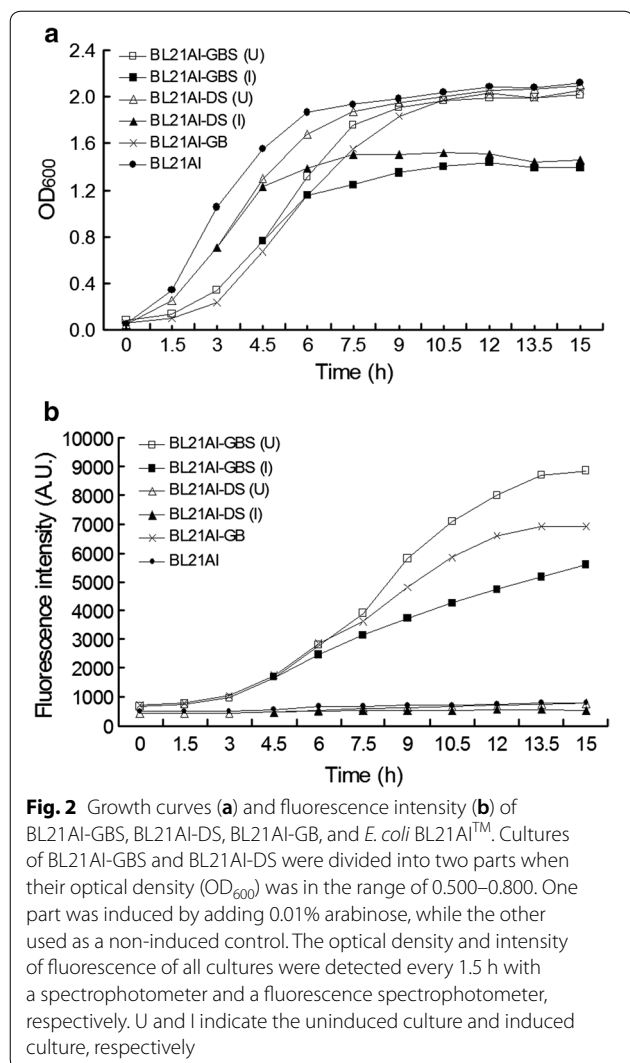 a
BL21AI-GBS (U)
BL21AI-GBS (I)
BL21AI-DS (U)
BL21AI-DS (I)
BL21AI-GB
BL21AI
OD600
2.4
2.0
1.6
1.2
0.8
0.4
0.0
0 1.5 3 4.5 6 7.5 9 10.5 12 13.5 15
Time (h)
b
BL21AI-GBS (U)
BL21AI-GBS (I)
BL21AI-DS (U)
BL21AI-DS (I)
BL21AI-GB
BL21AI
Fluorescence intensity (A.U.)
10000
9000
8000
7000
6000
5000
4000
3000
2000
1000
0
0 1.5 3 4.5 6 7.5 9 10.5 12 13.5 15
Time (h)
Fig. 2 Growth curves (a) and fluorescence intensity (b) of
BL21AI-GBS, BL21AI-DS, BL21AI-GB, and E. coli BL21AI™. Cultures
of BL21AI-GBS and BL21AI-DS were divided into two parts when
their optical density (OD600) was in the range of 0.500–0.800. One
part was induced by adding 0.01% arabinose, while the other
used as a non-induced control. The optical density and intensity
of fluorescence of all cultures were detected every 1.5 h with
a spectrophotometer and a fluorescence spectrophotometer,
respectively. U and I indicate the uninduced culture and induced
culture, respectively